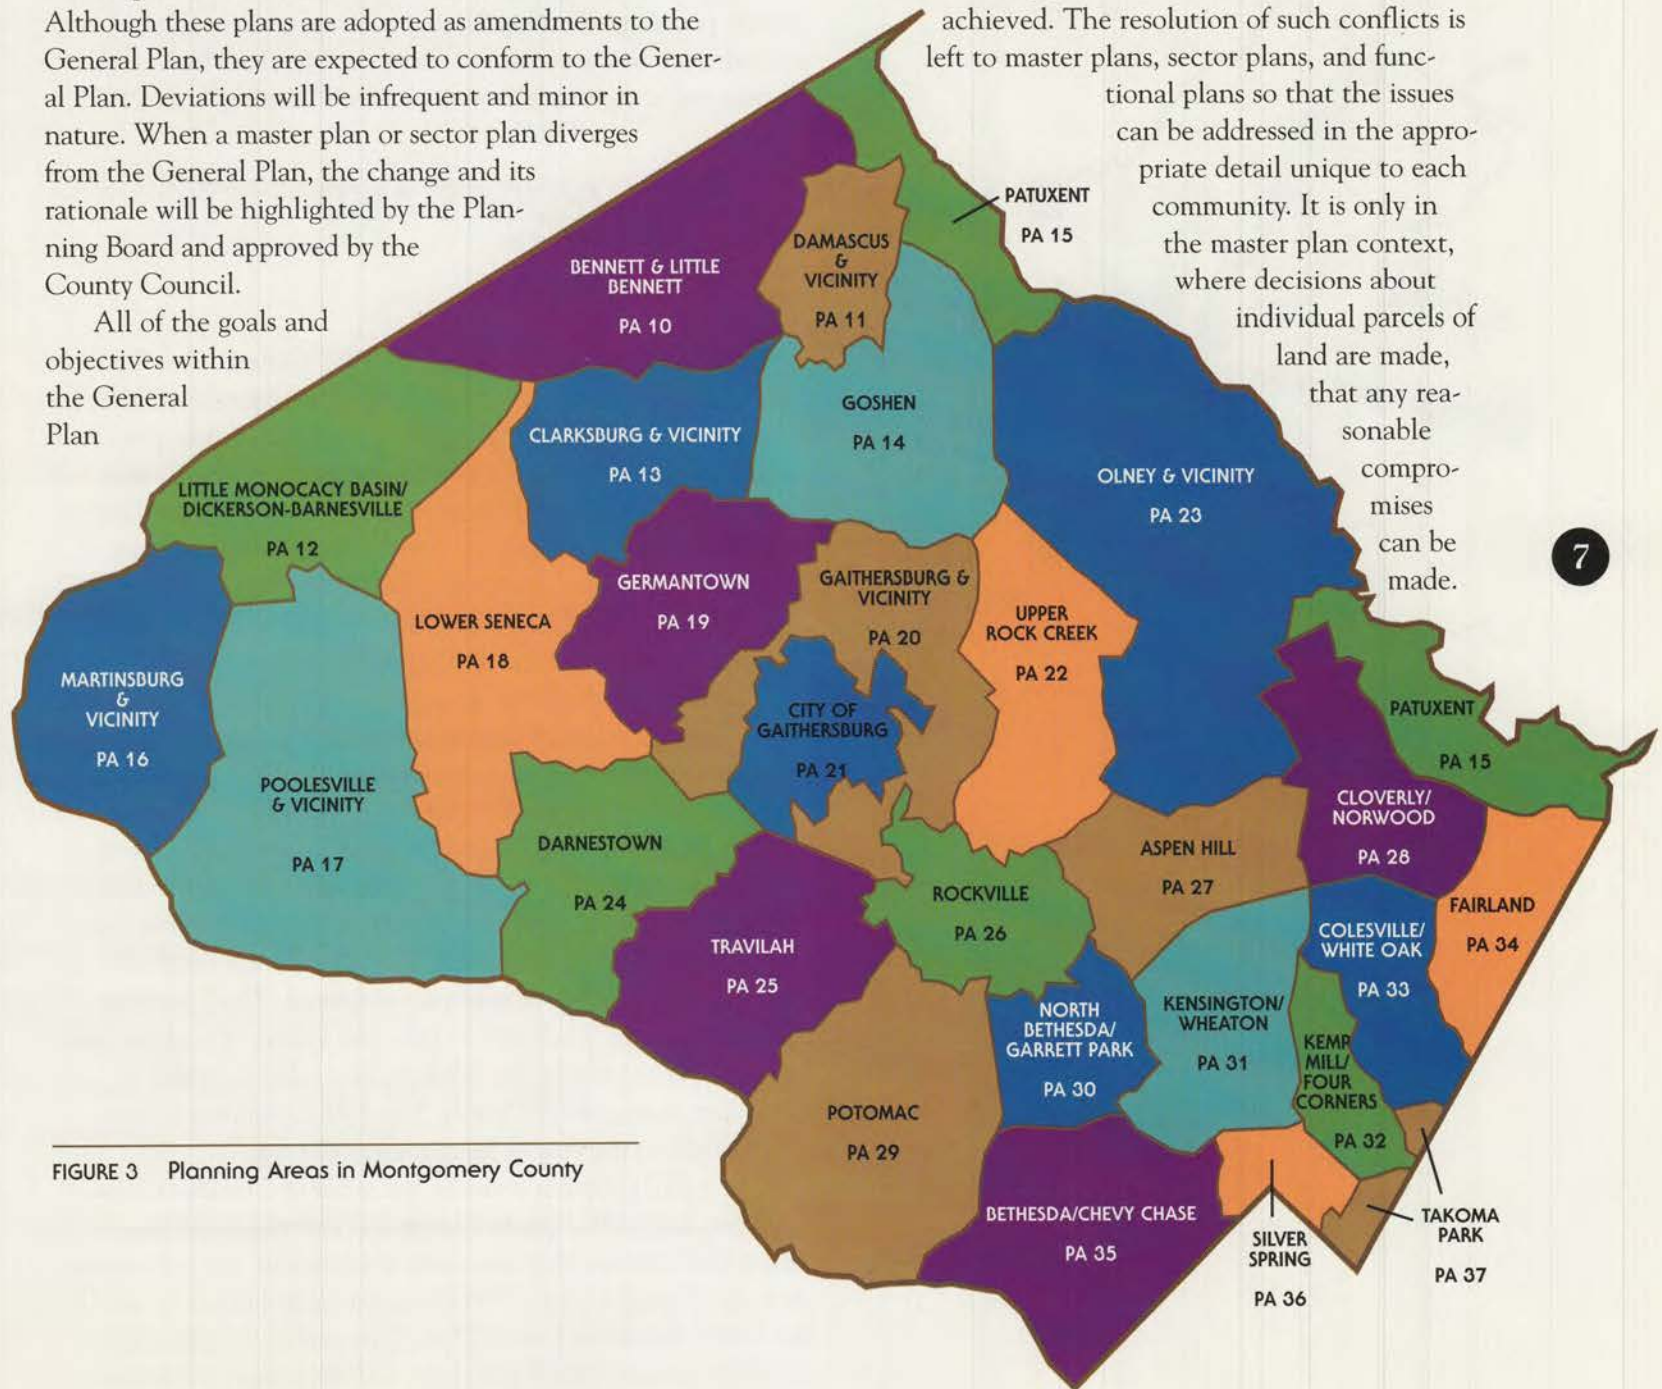 Although these plans are adopted as amendments to the
General Plan, they are expected to conform to the Gener-
al Plan. Deviations will be infrequent and minor in
nature. When a master plan or sector plan diverges
from the General Plan, the change and its
rationale will be highlighted by the Plan-
ning Board and approved by the
County Council.
All of the goals and
objectives within
the General
Plan
achieved. The resolution of such conflicts is
left to master plans, sector plans, and func-
tional plans so that the issues
can be addressed in the appro-
priate detail unique to each
community. It is only in
the master plan context,
where decisions about
individual parcels of
land are made,
that any rea-
sonable
compro-
mises
can be
made.
7
PATUXENT
PA 15
DAMASCUS
&
VICINITY
PA 11
BENNETT & LITTLE
BENNETT
PA 10
GOSHEN
PA 14
CLARKSBURG & VICINITY
PA 13
OLNEY & VICINITY
PA 23
LITTLE MONOCACY BASIN/
DICKERSON-BARNESVILLE
PA 12
GERMANTOWN
PA 19
GAITHERSBURG &
VICINITY
PA 20
UPPER
ROCK CREEK
PA 22
LOWER SENECA
PA 18
MARTINSBURG
&
VICINITY
PA 16
CITY OF
GAITHERSBURG
PA 21
PATUXENT
PA 15
POOLESVILLE
& VICINITY
PA 17
CLOVERLY/
NORWOOD
PA 28
DARNESTOWN
PA 24
ASPEN HILL
PA 27
ROCKVILLE
PA 26
FAIRLAND
PA 34
TRAVILAH
PA 25
COLESVILLE/
WHITE OAK
PA 33
NORTH
BETHESDA/
GARRETT PARK
PA 30
KENSINGTON/
WHEATON
PA 31
KEMP
MILL/
FOUR
CORNERS
PA 32
POTOMAC
PA 29
BETHESDA/CHEVY CHASE
PA 35
SILVER
SPRING
PA 36
TAKOMA
PARK
PA 37
FIGURE 3 Planning Areas in Montgomery County